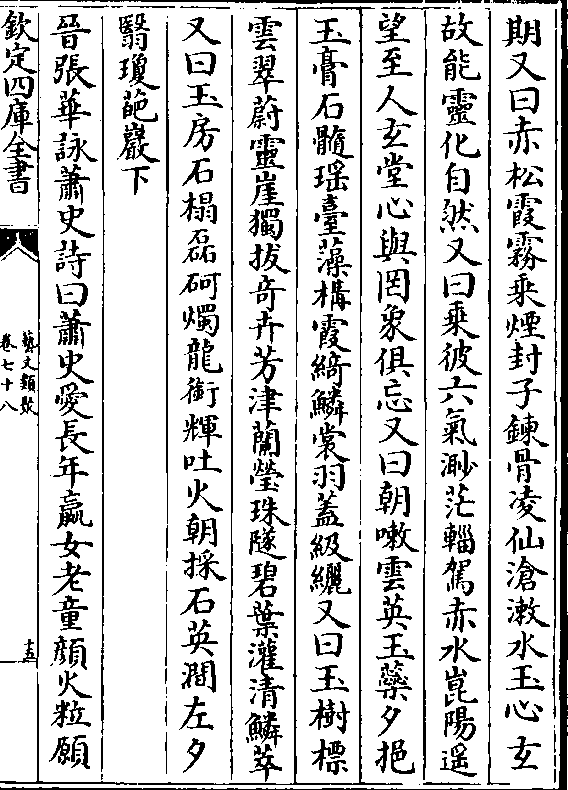 期又曰赤松霞霧乗煙封子鍊骨凌仙滄漱水玉心玄
故能靈化自然又曰乗彼六氣渺茫輜駕赤水崑陽遥
望至人玄堂心與罔象俱忘又曰朝嗽雲英玉蘂夕挹
玉膏石髓瑶臺藻構霞綺鱗裳羽蓋級纚又曰玉樹標
雲翠蔚靈崖獨拔竒卉芳津蘭瑩珠隧碧葉灌清鱗萃
又曰玉房石榻磊砢燭龍銜輝吐火朝採石英澗左夕
翳瓊葩巖下
晉張華詠蕭史詩曰蕭史愛長年嬴女老童顔火粒願
欽定四庫全書
藝文類聚
卷七十八
十五